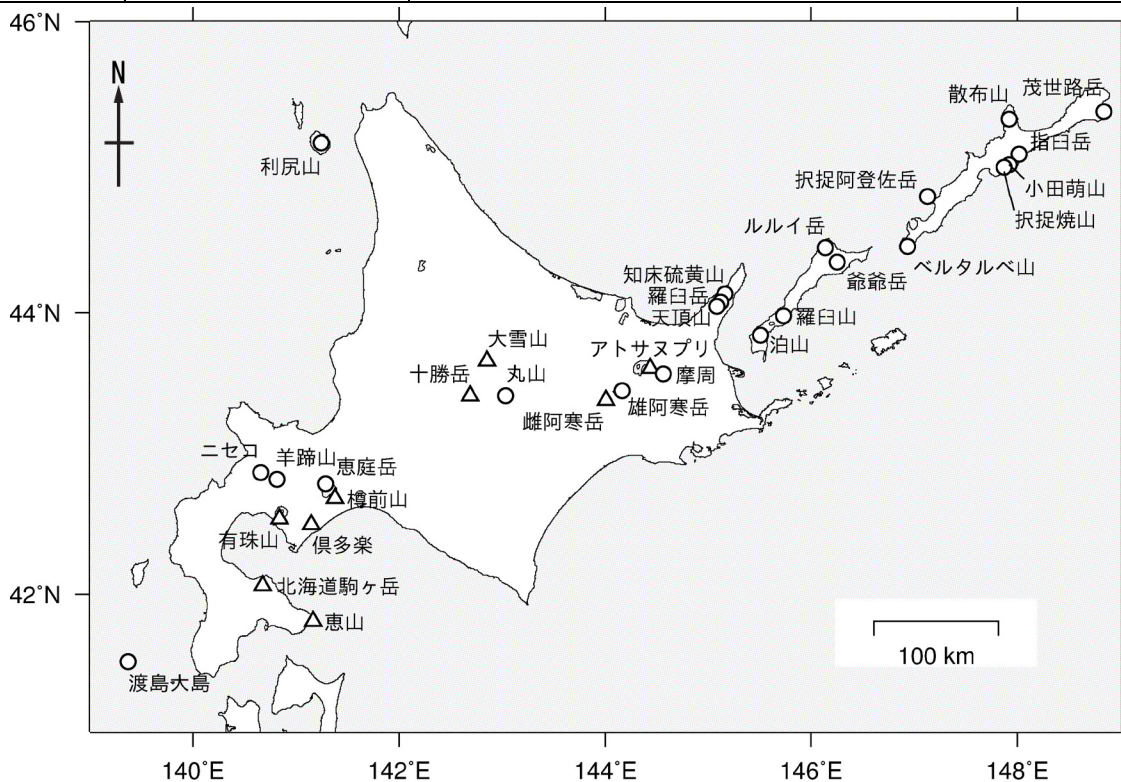 46°N
N
茂世路岳
散布山
指臼岳
利尻山
択捉阿登佐岳
小田萌山
択捉焼山
ルルイ岳
ベルタルベ山
知床硫黄山
爺爺岳
羅臼岳
44°N
天頂山
羅臼山
泊山
大雪山
アトサヌプリ
十勝岳
丸山
摩周
雄阿寒岳
雌阿寒岳
ニセコ
羊蹄山
恵庭岳
樽前山
有珠山
倶多楽
北海道駒ヶ岳
42°N
恵山
100 km
渡島大島
140°E
142°E
144°E
146°E
148°E